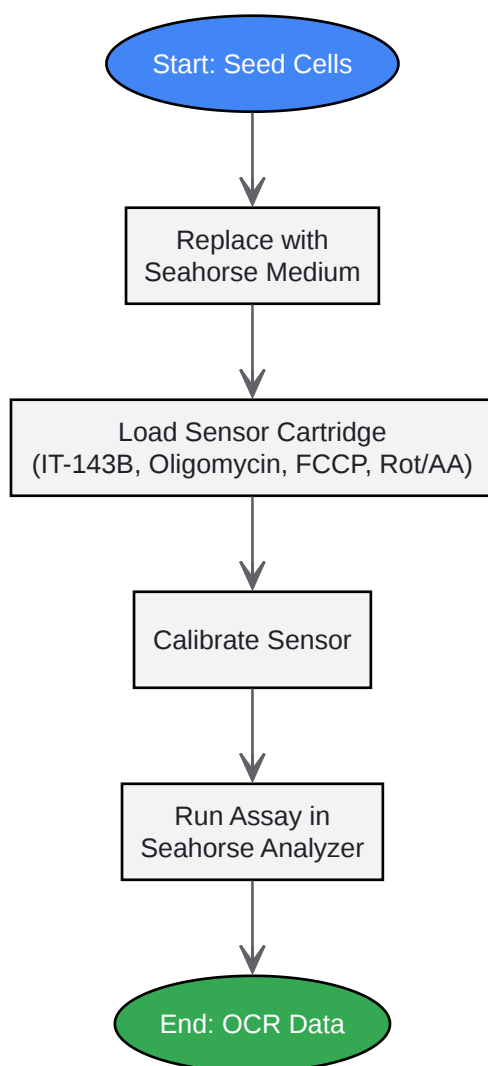 Start: Seed Cells
Replace with
Seahorse Medium
Load Sensor Cartridge
(IT-143B, Oligomycin, FCCP, Rot/AA)
Calibrate Sensor
Run Assay in
Seahorse Analyzer
End: OCR Data